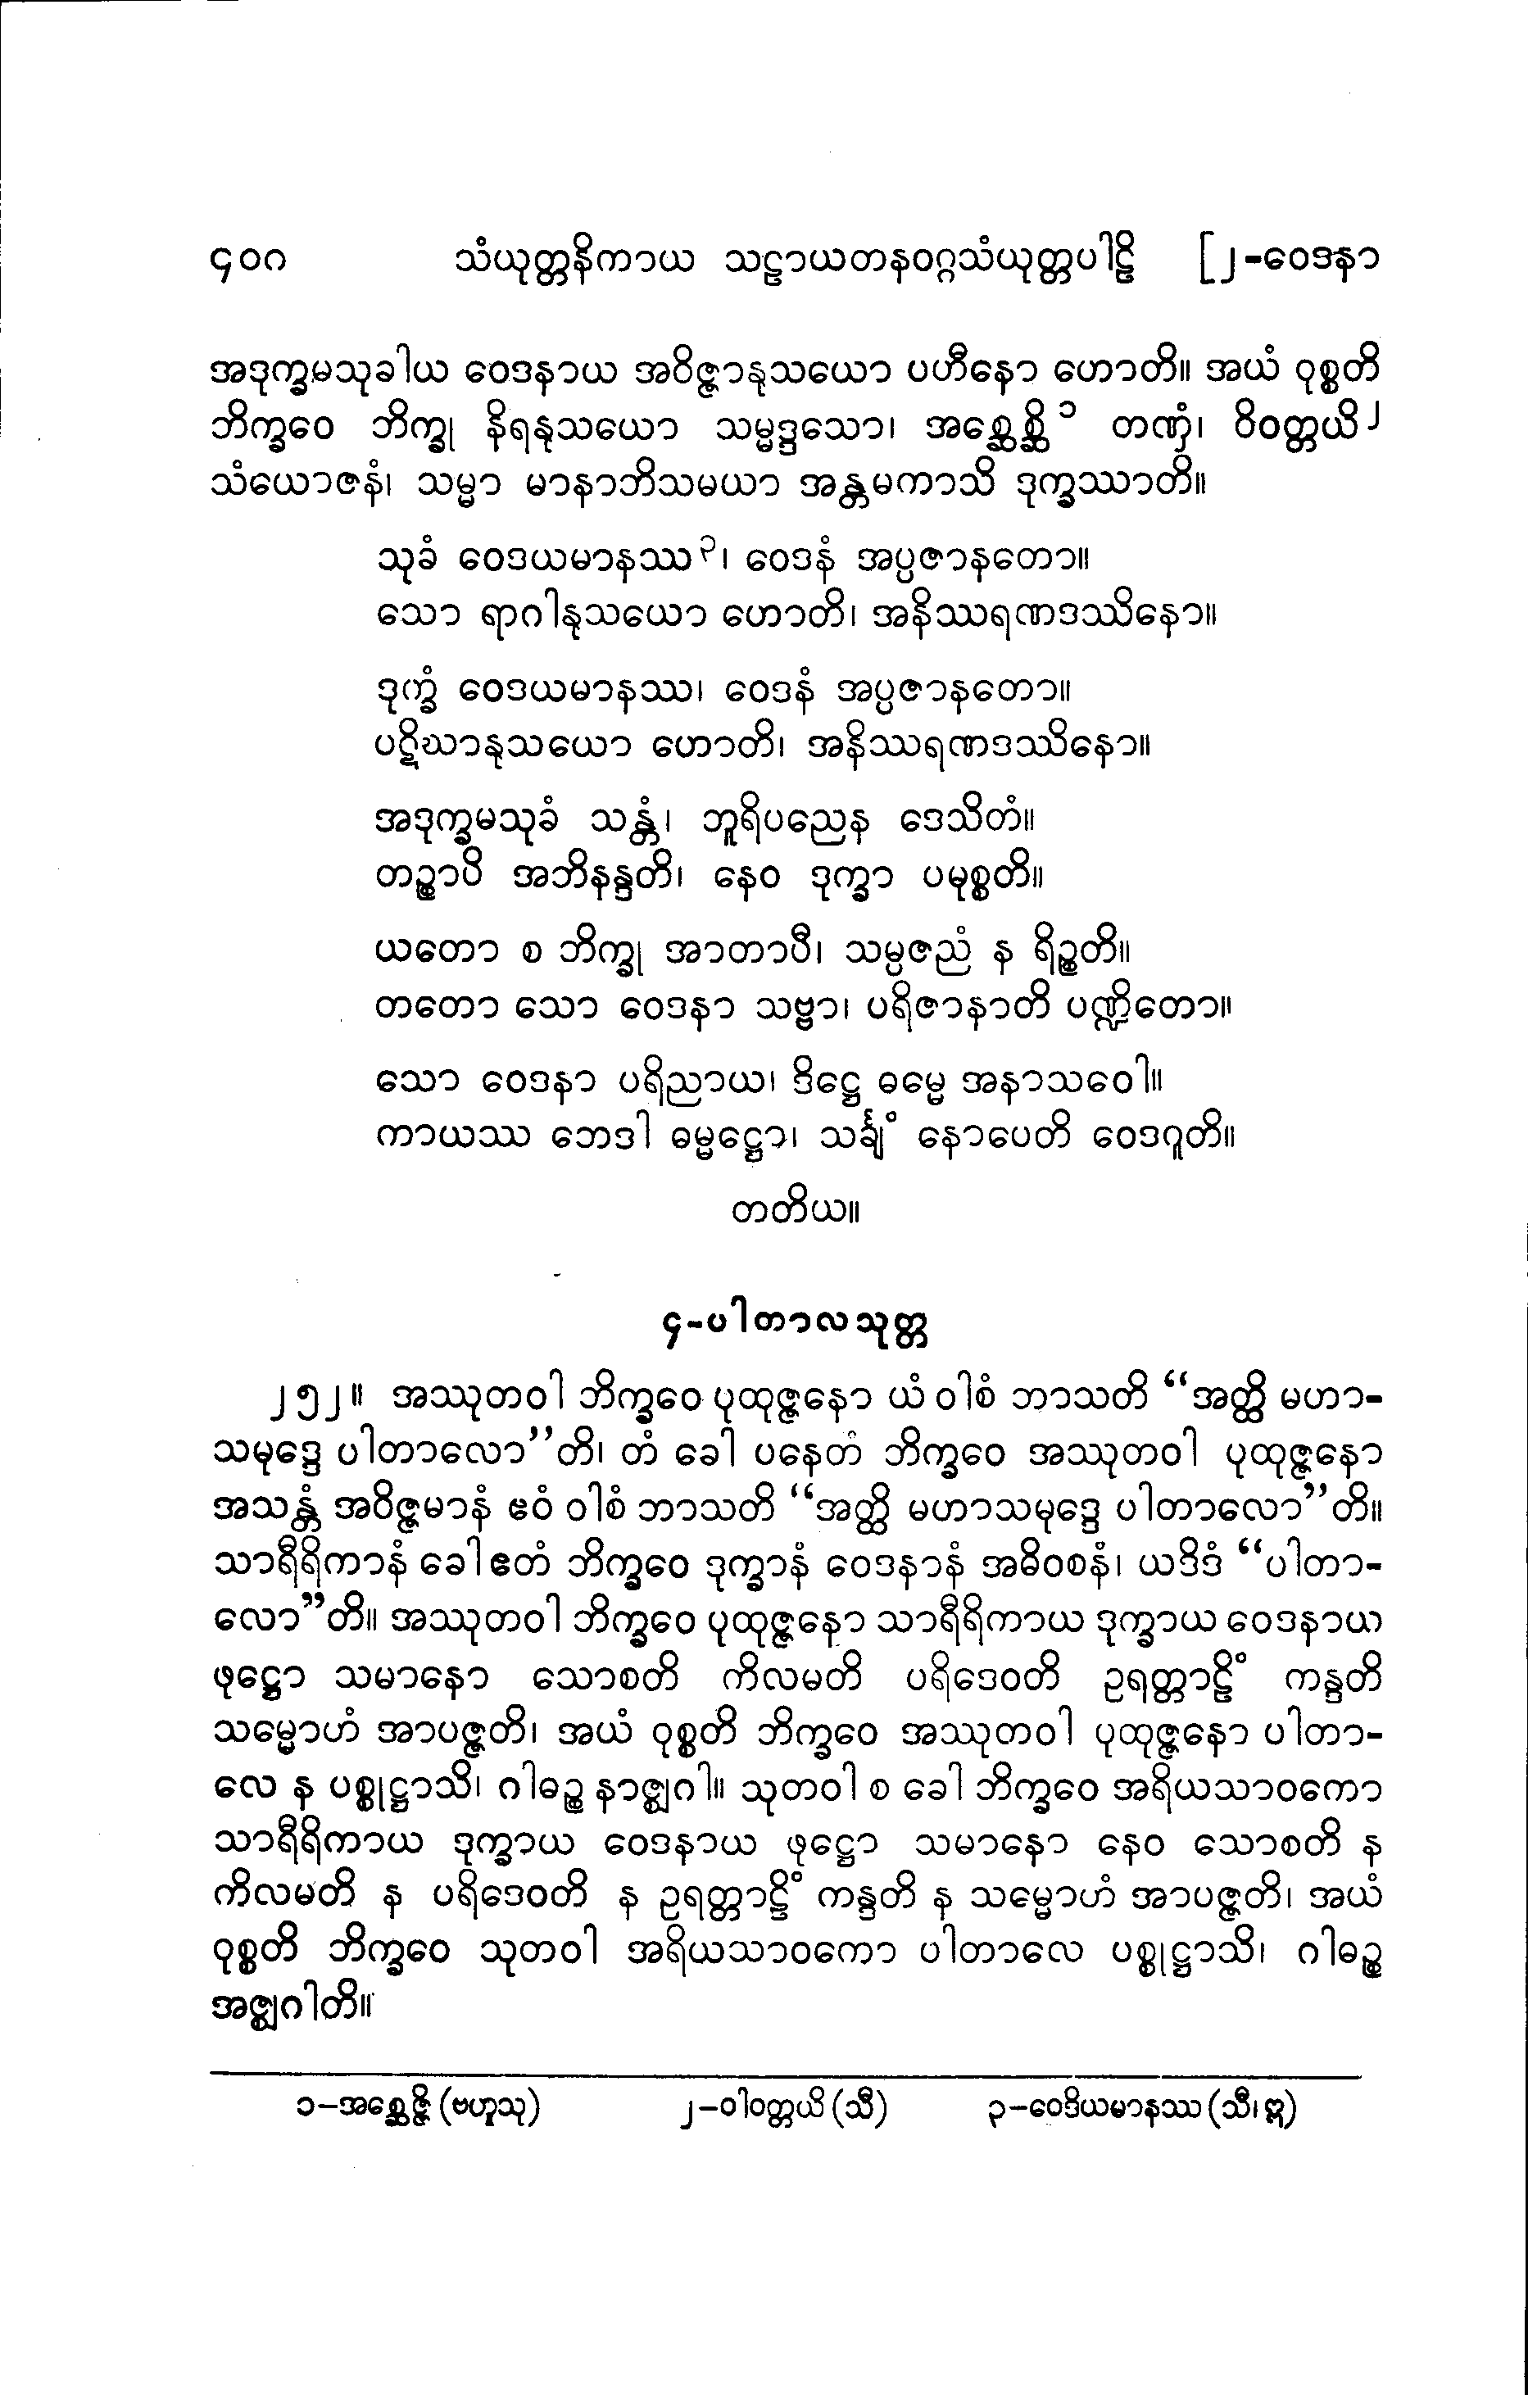 ၄၀ဂ သံယုတ္တနိကာယ သဠာယတနဝဂ္ဂသံယုတ္တပါဠိ [၂-ဝေဒနာ
အဒုက္ခမသုခါယ ဝေဒနာယ အဝိဇ္ဇာနုသယော ပဟီနော ဟောတိ။ အယံ ဝုစ္စတိ
ဘိက္ခဝေ ဘိက္ခု နိရနုသယော သမ္မဒ္ဒသော၊ အစ္ဆေစ္ဆိ၁ တဏှံ၊ ဝိဝတ္တယိ၂
သံယောဇနံ၊ သမ္မာ မာနာဘိသမယာ အန္တမကာသိ ဒုက္ခဿာတိ။
သုခံ ဝေဒယမာနဿ၃၊ ဝေဒနံ အပ္ပဇာနတော။
သော ရာဂါနုသယော ဟောတိ၊ အနိဿရဏဒဿိနော။
ဒုက္ခံ ဝေဒယမာနဿ၊ ဝေဒနံ အပ္ပဇာနတော။
ပဋိဃာနုသယော ဟောတိ၊ အနိဿရဏဒဿိနော။
အဒုက္ခမသုခံ သန္တံ၊ ဘူရိပညေန ဒေသိတံ။
တဉ္စာပိ အဘိနန္ဒတိ၊ နေဝ ဒုက္ခာ ပမုစ္စတိ။
ယတော စ ဘိက္ခု အာတာပီ၊ သမ္ပဇညံ န ရိဉ္စတိ။
တတော သော ဝေဒနာ သဗ္ဗာ၊ ပရိဇာနာတိ ပဏ္ဍိတော။
သော ဝေဒနာ ပရိညာယ၊ ဒိဋ္ဌေ ဓမ္မေ အနာသဝေါ။
ကာယဿ ဘေဒါ ဓမ္မဋ္ဌော၊ သင်္ချံ နောပေတိ ဝေဒဂူတိ။
တတိယ။
၄-ပါတာလသုတ္တ
၂၅၂။ အဿုတဝါ ဘိက္ခဝေ ပုထုဇ္ဇနော ယံ ဝါစံ ဘာသတိ “အတ္ထိ မဟာ-
သမုဒ္ဒေ ပါတာလော”တိ၊ တံ ခေါ ပနေတံ ဘိက္ခဝေ အဿုတဝါ ပုထုဇ္ဇနော
အသန္တံ အဝိဇ္ဇမာနံ ဧဝံ ဝါစံ ဘာသတိ “အတ္ထိ မဟာသမုဒ္ဒေ ပါတာလော”တိ။
သာရီရိကာနံ ခေါ ဧတံ ဘိက္ခဝေ ဒုက္ခာနံ ဝေဒနာနံ အဓိဝစနံ၊ ယဒိဒံ “ပါတာ-
လော”တိ။ အဿုတဝါ ဘိက္ခဝေ ပုထုဇ္ဇနော သာရီရိကာယ ဒုက္ခာယ ဝေဒနာယ
ဖုဋ္ဌော သမာနော သောစတိ ကိလမတိ ပရိဒေဝတိ ဥရတ္တာဠိံ ကန္ဒတိ
သမ္မောဟံ အာပဇ္ဇတိ၊ အယံ ဝုစ္စတိ ဘိက္ခဝေ အဿုတဝါ ပုထုဇ္ဇနော ပါတာ-
လေ န ပစ္စုဋ္ဌာသိ၊ ဂါဓဉ္စ နာဇ္ဈဂါ။ သုတဝါ စ ခေါ ဘိက္ခဝေ အရိယသာဝကော
သာရီရိကာယ ဒုက္ခာယ ဝေဒနာယ ဖုဋ္ဌော သမာနော နေဝ သောစတိ န
ကိလမတိ န ပရိဒေဝတိ န ဥရတ္တာဠိံ ကန္ဒတိ န သမ္မောဟံ အာပဇ္ဇတိ၊ အယံ
ဝုစ္စတိ ဘိက္ခဝေ သုတဝါ အရိယသာဝကော ပါတာလေ ပစ္စုဋ္ဌာသိ၊ ဂါဓဉ္စ
အဇ္ဈဂါတိ။
၁-အစ္ဆေဇ္ဇိ (ဗဟူသု) ၂-ဝါဝတ္တယိ (သီ) ၃-ဝေဒိယမာနဿ (သီ၊ ဣ)